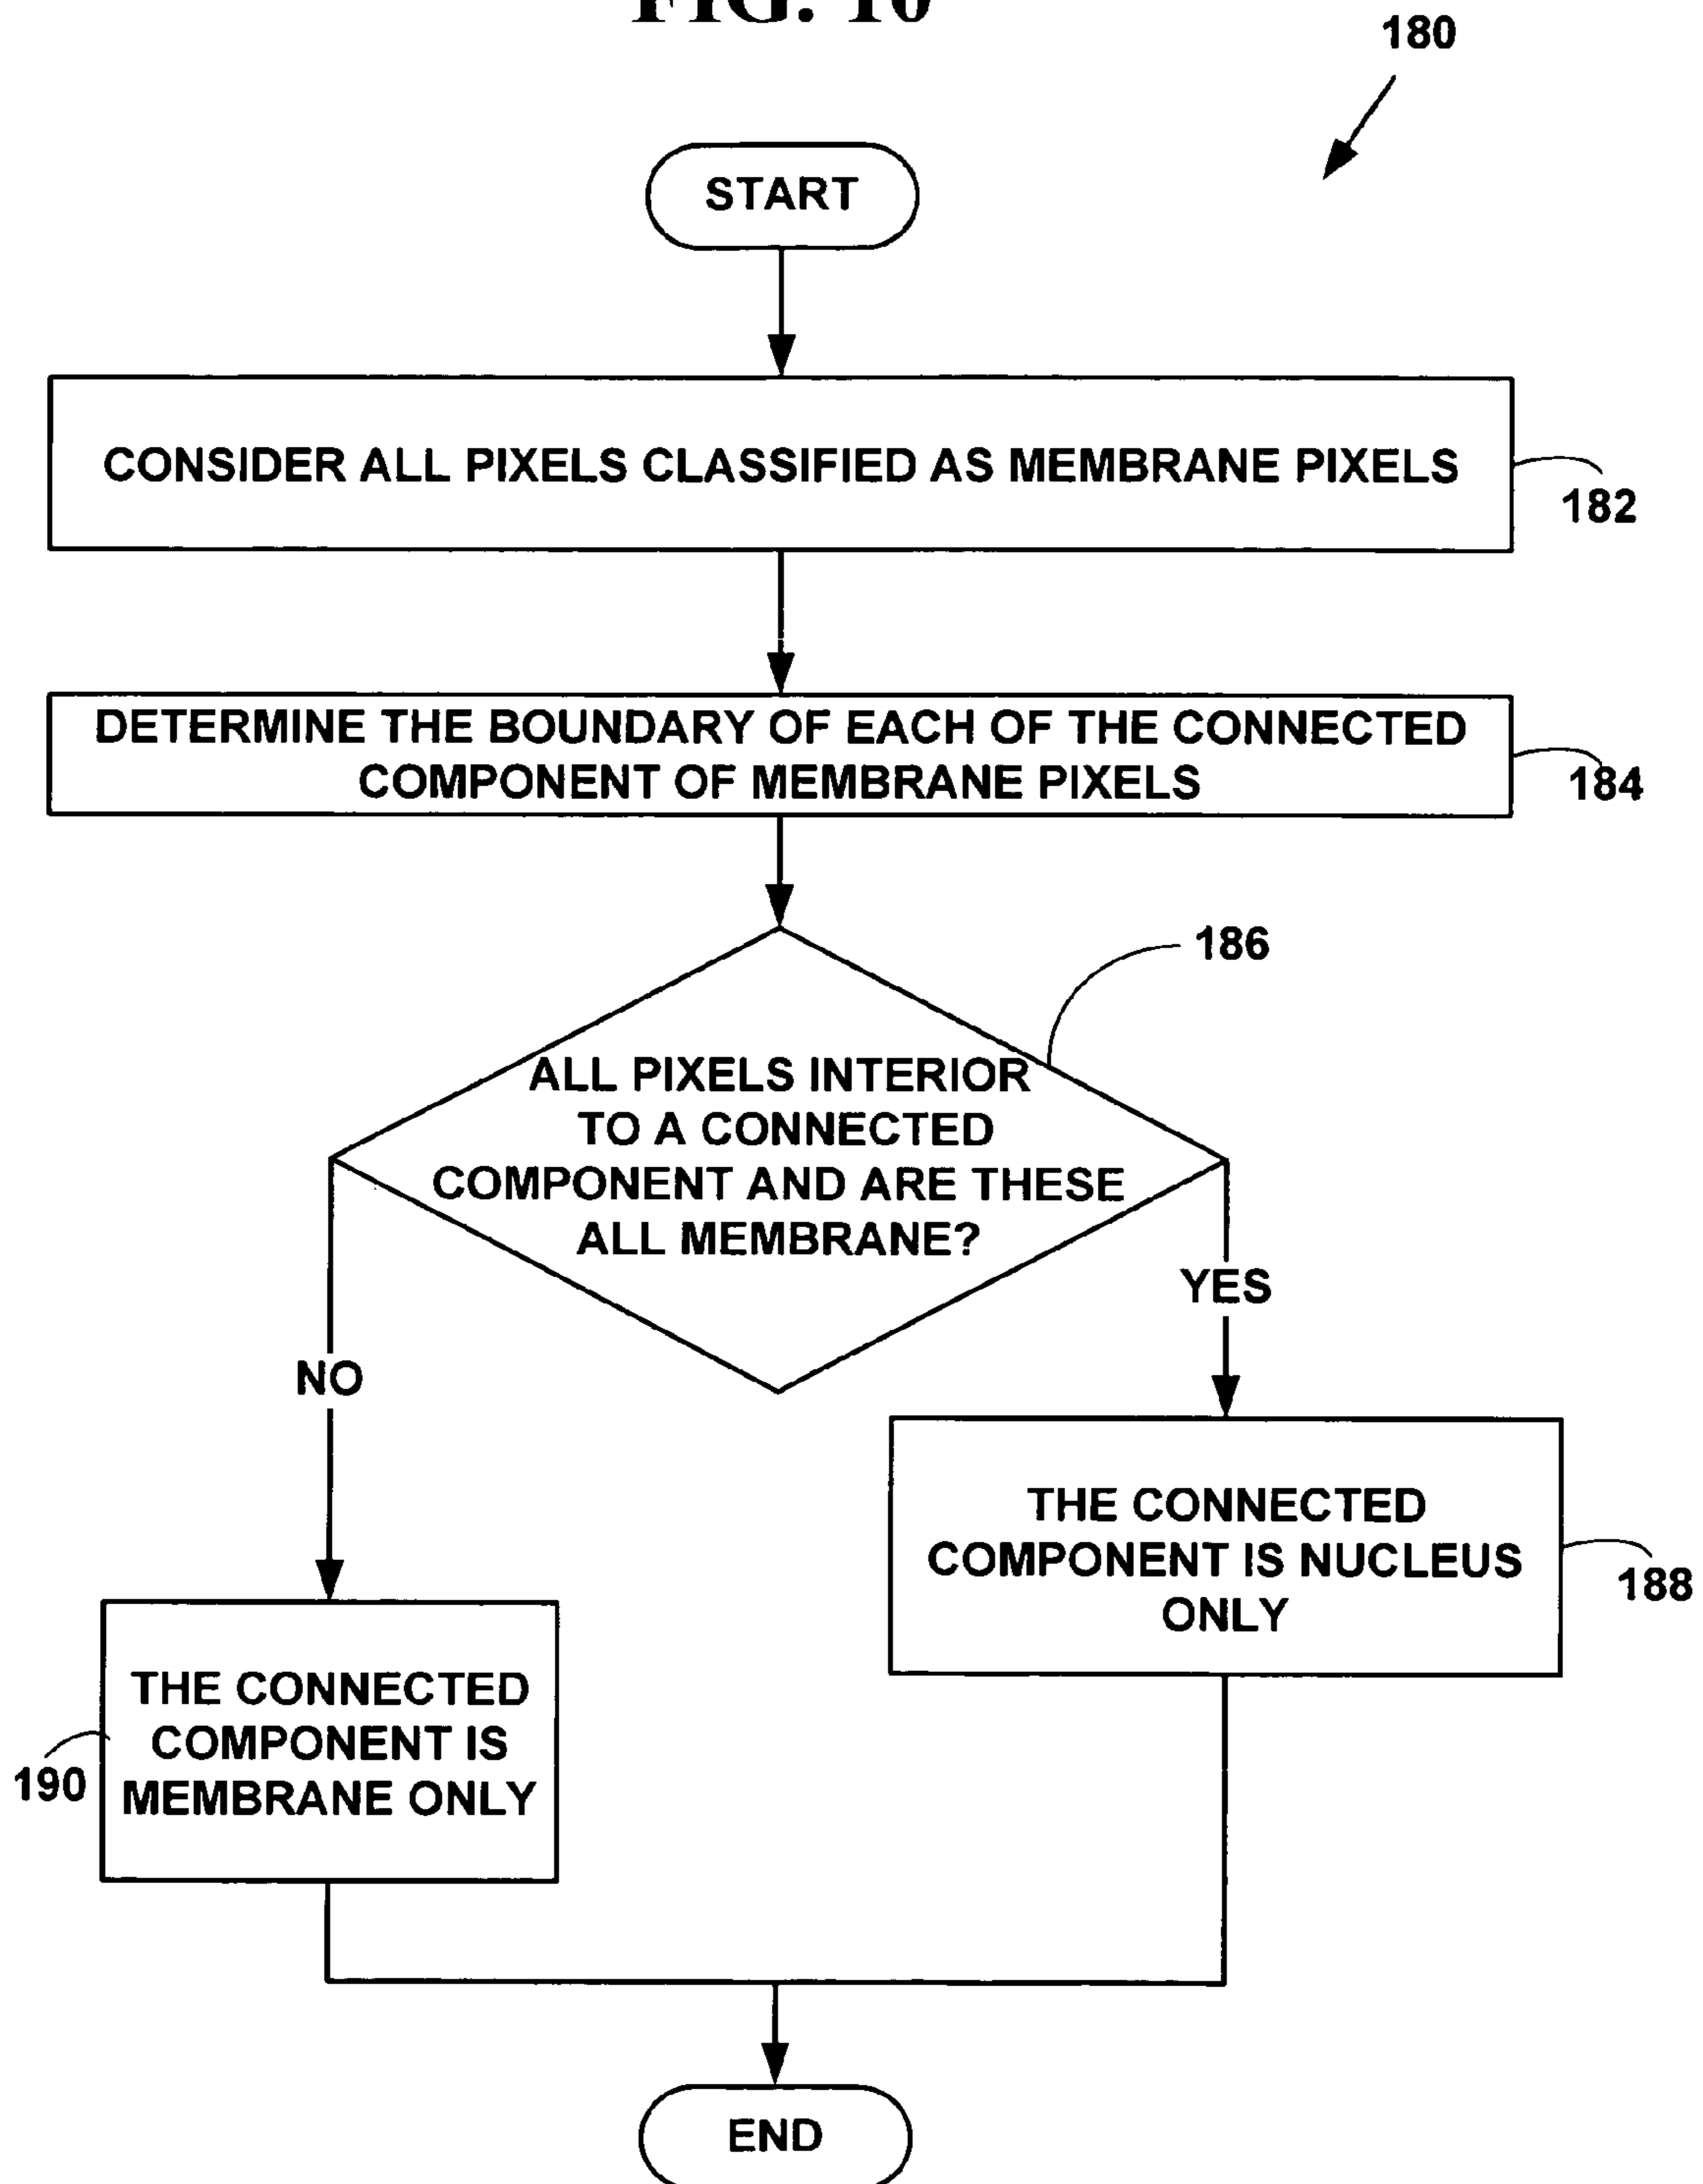 FIG. 10
180
START
CONSIDER ALL PIXELS CLASSIFIED AS MEMBRANE PIXELS
182
DETERMINE THE BOUNDARY OF EACH OF THE CONNECTED
COMPONENT OF MEMBRANE PIXELS
184
186
ALL PIXELS INTERIOR
TO A CONNECTED
COMPONENT AND ARE THESE
ALL MEMBRANE?
YES
NO
THE CONNECTED
COMPONENT IS NUCLEUS
ONLY
188
THE CONNECTED
COMPONENT IS
MEMBRANE ONLY
190
END